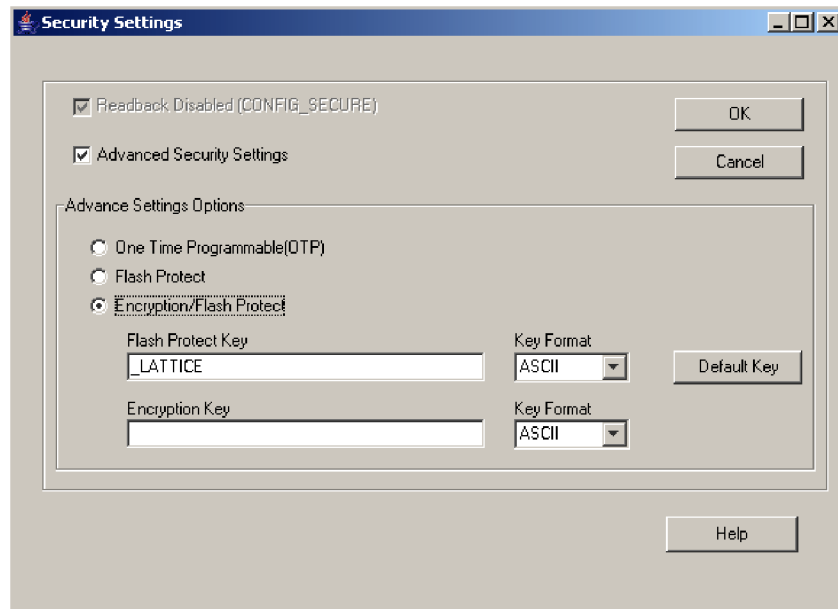 Security Settings
Readback Disabled (CONFIG_SECURE)
OK
Advanced Security Settings
Cancel
Advance Settings Options
One Time Programmable(OTP)
Flash Protect
Encryption/Flash Protect
Flash Protect Key
Key Format
_LATTICE
ASCII
Default Key
Encryption Key
Key Format
ASCII
Help